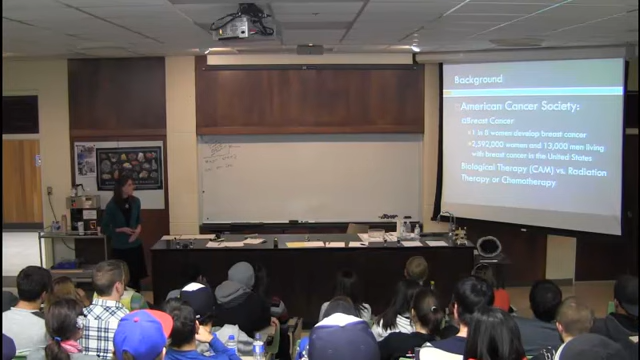 Background
American Cancer Society:
Breast Cancer
1 in 8 women develop breast cancer
2,592,000 women and 13,000 men living
with breast cancer in the United States
Biological Therapy (CAM) vs. Radiation
Therapy or Chemotherapy